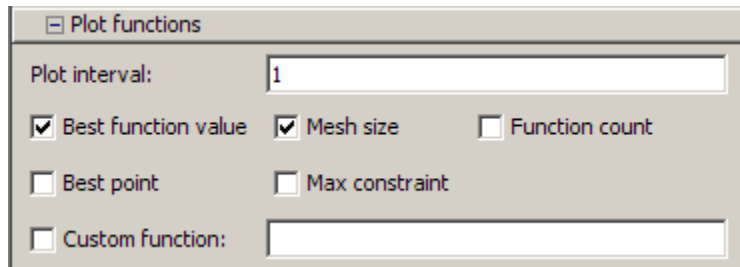 Plot functions
Plot interval: 1
Best function value Mesh size Function count
Best point Max constraint
Custom function: